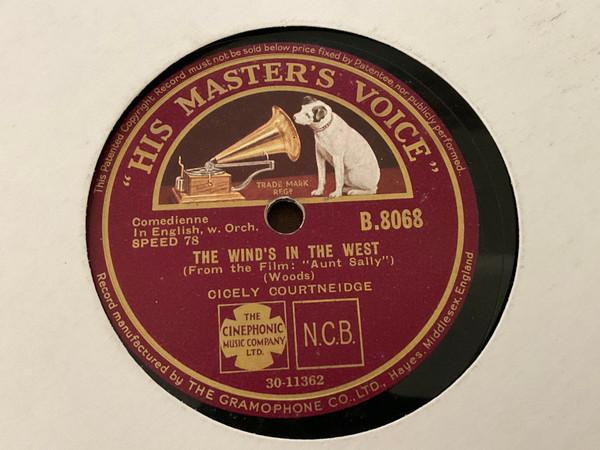 This Patented Copyright Record must not be sold below price fixed by Patentee nor publicly performed.
"HIS MASTER'S VOICE"
TRADE MARK
REGD
Comedienne
In English, w. Orch.
SPEED 78
B.8068
THE WIND'S IN THE WEST
(From the Film: "Aunt Sally")
(Woods)
CICELY COURTNEIDGE
THE
CINEPHONIC
MUSIC COMPANY
LTD.
N.C.B.
30-11362
Record manufactured by THE GRAMOPHONE CO., LTD., Hayes, Middlesex, England